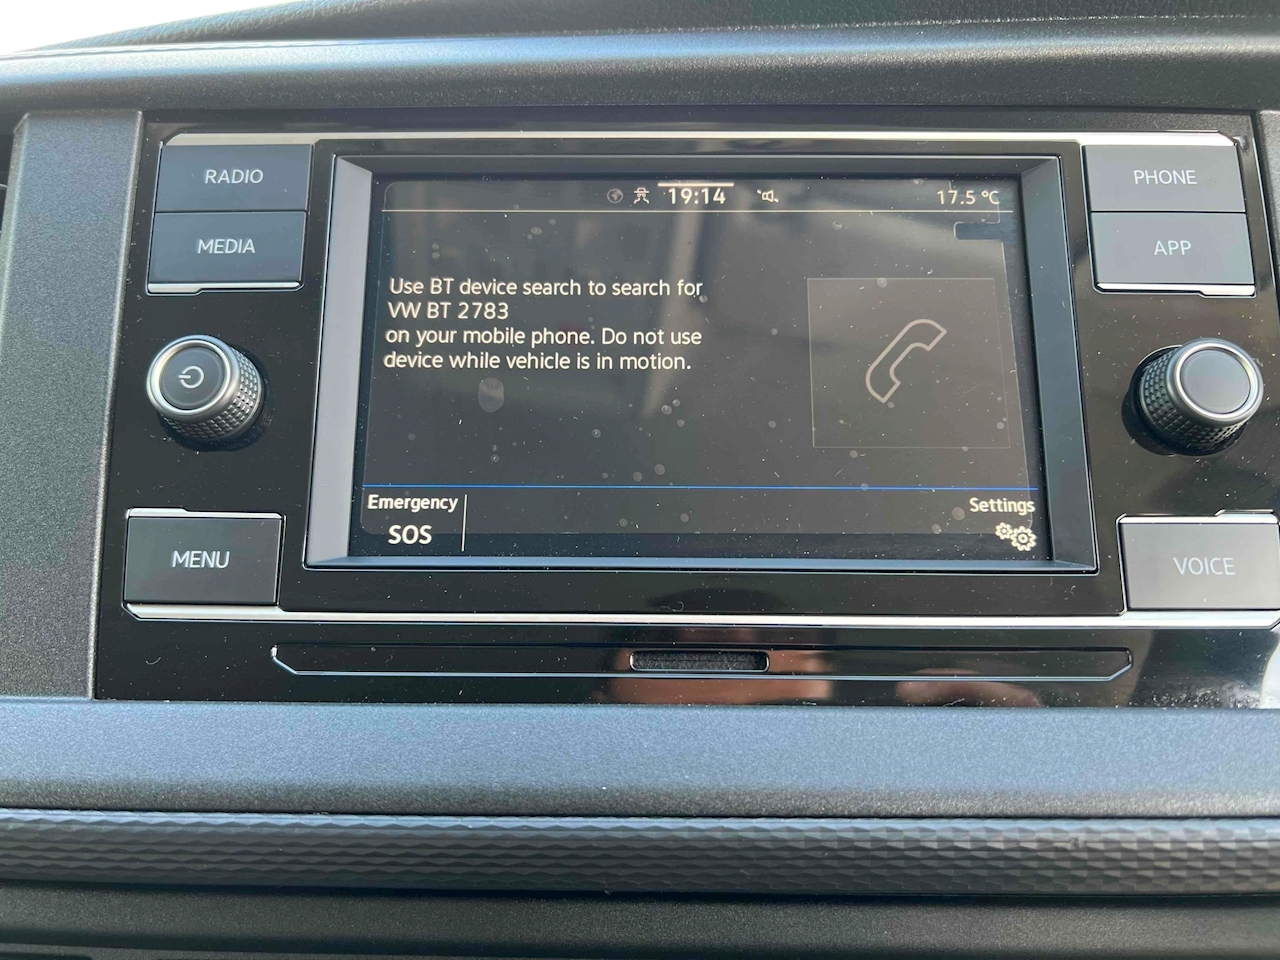 RADIO
MEDIA
MENU
19:14
17.5 °C
Use BT device search to search for
VW BT 2783
on your mobile phone. Do not use
device while vehicle is in motion.
Emergency
SOS
Settings
PHONE
APP
VOICE